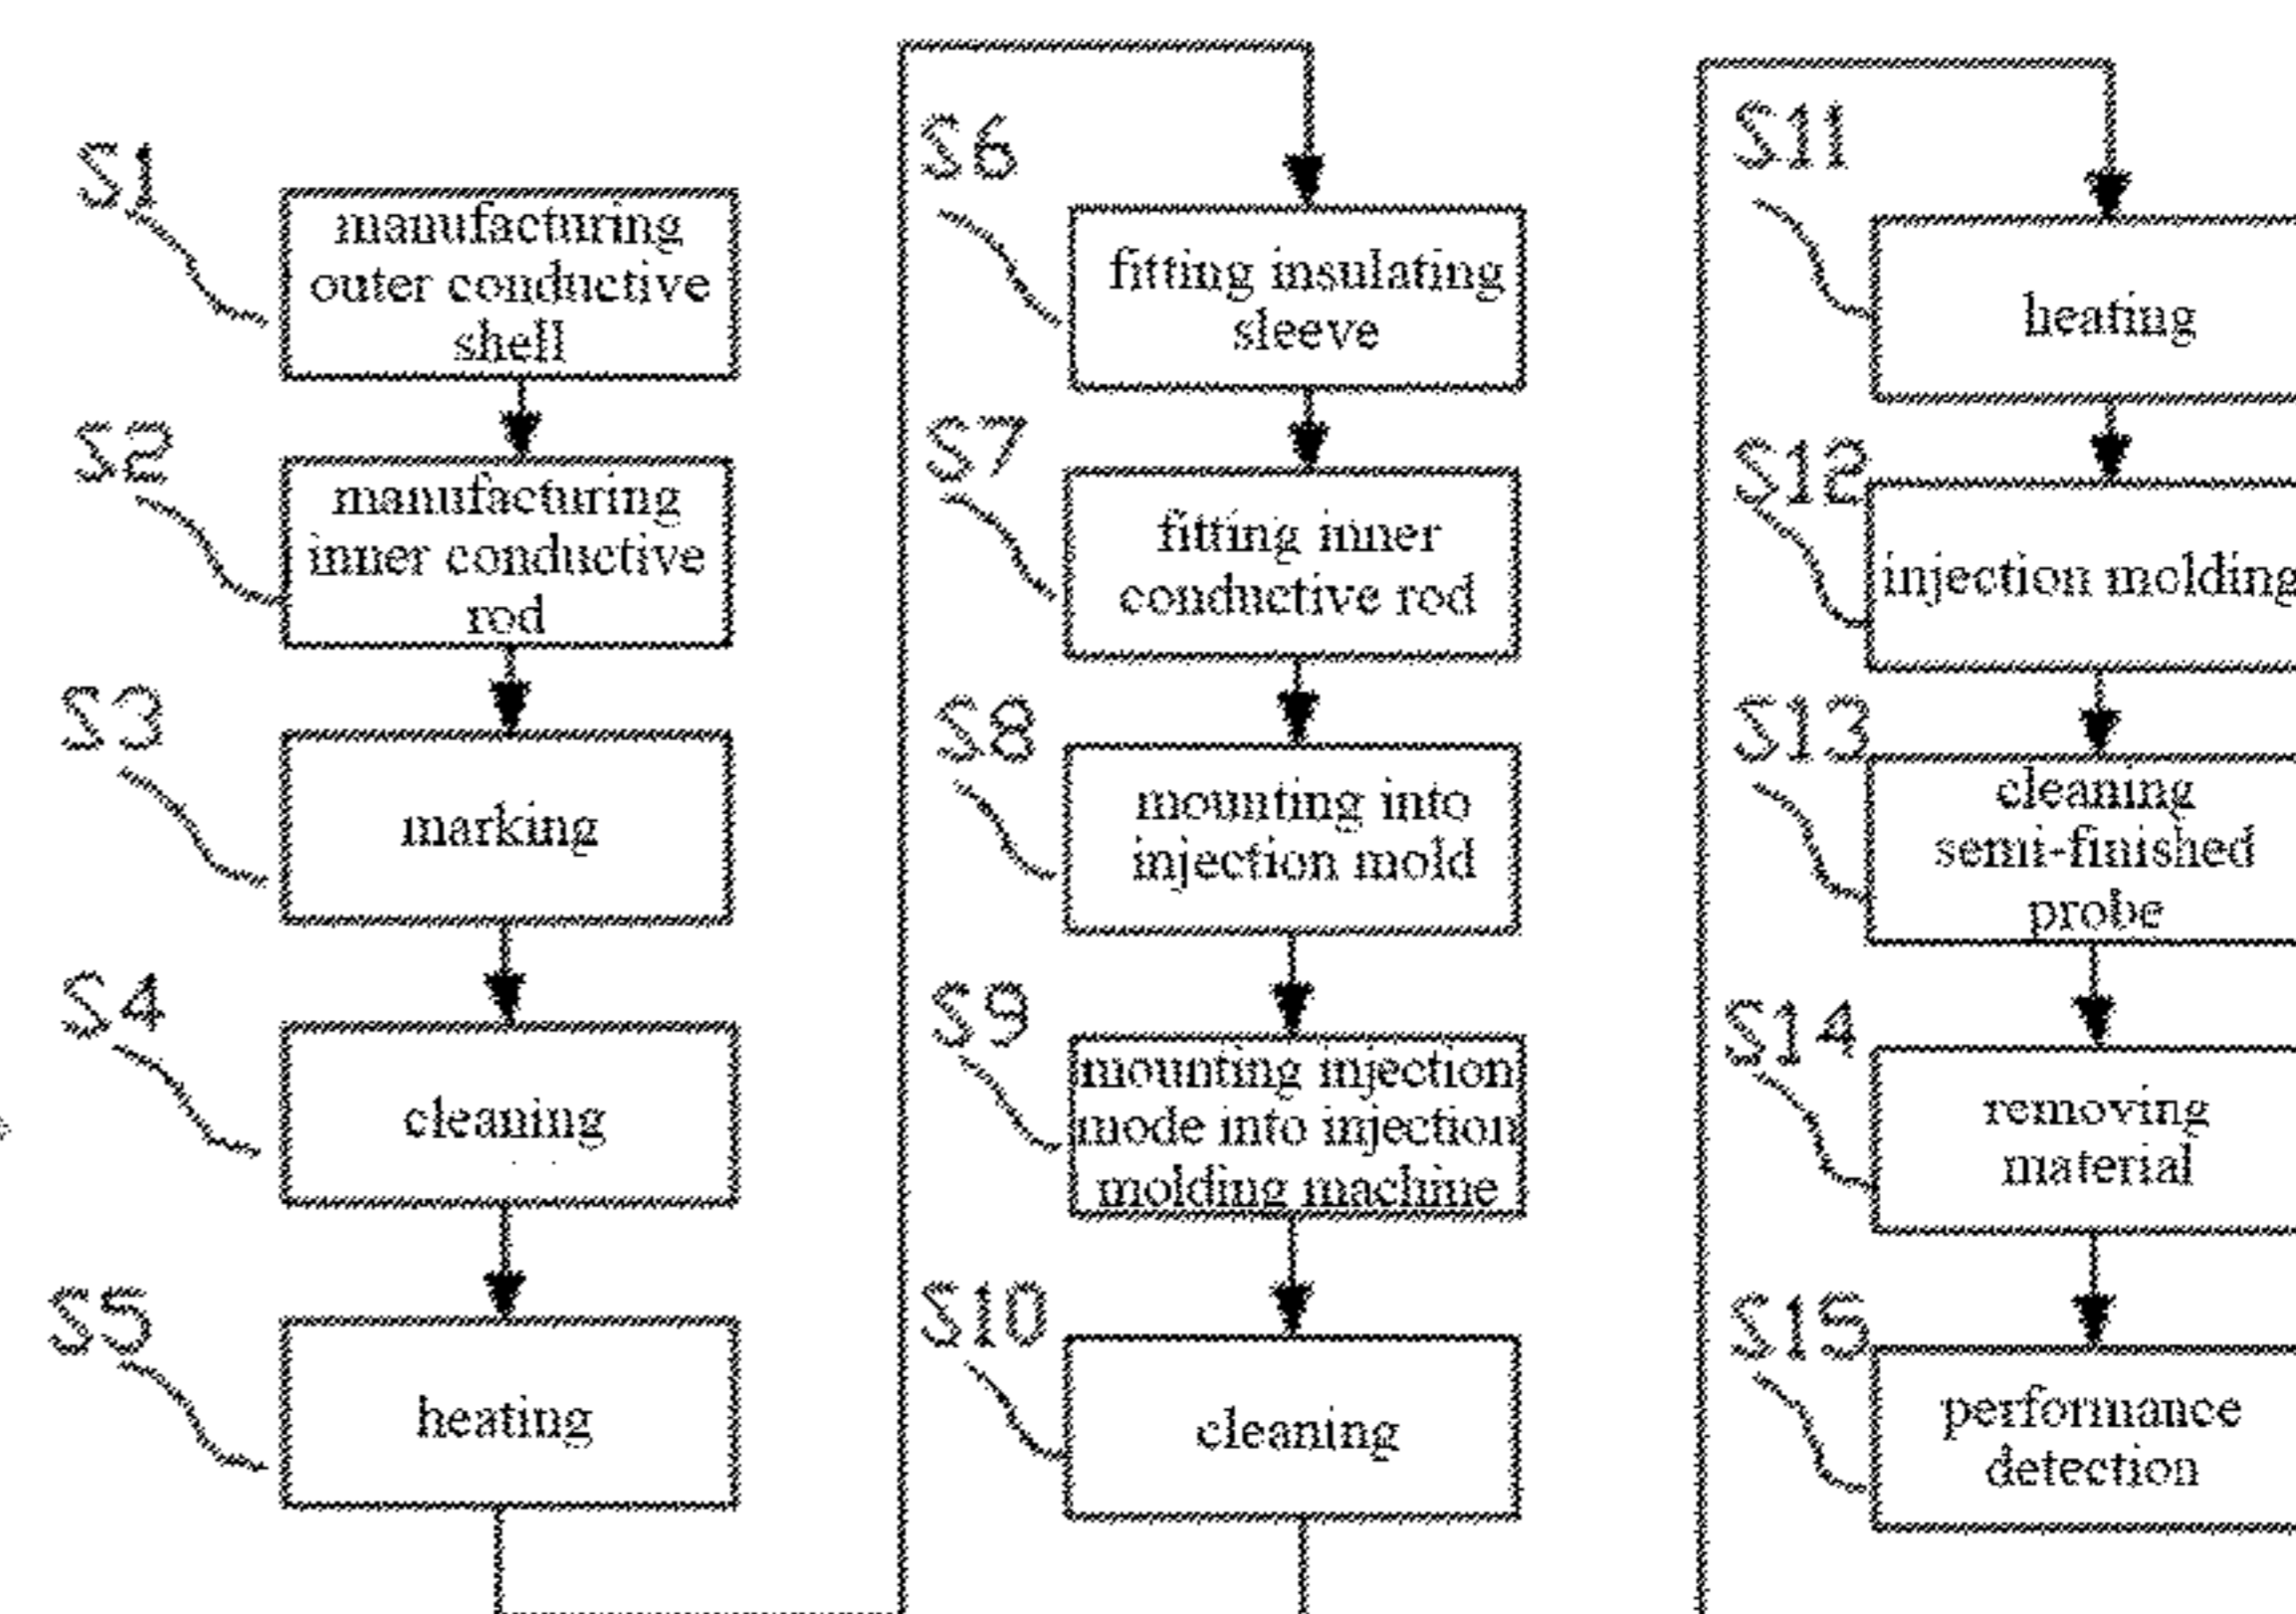 S1
manufacturing
outer conductive
shell
S2
manufacturing
inner conductive
rod
S3
marking
S4
cleaning
S5
heating
S6
fitting insulating
sleeve
S7
fitting inner
conductive rod
S8
mounting into
injection mold
S9
mounting injection
mode into injection
molding machine
S10
cleaning
S11
heating
S12
injection molding
S13
cleaning
semi-finished
probe
S14
removing
material
S15
performance
detection